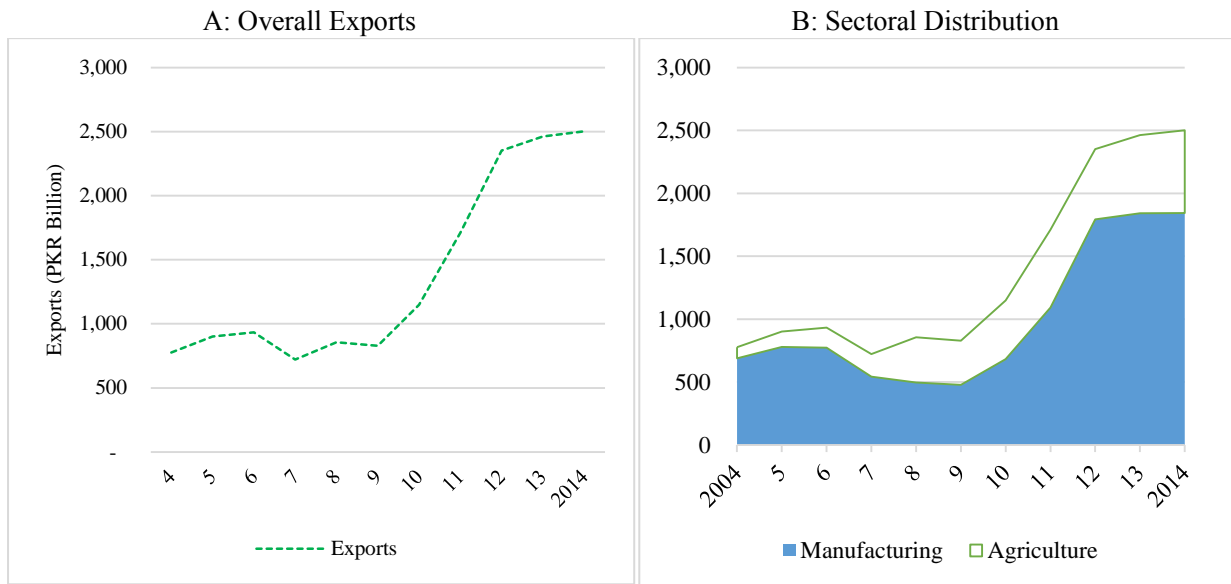 A: Overall Exports
3,000
2,500
2,000
1,500
1,000
500
-
Exports (PKR Billion)
4 5 6 7 8 9 10 11 12 13 2014
Exports
B: Sectoral Distribution
3,000
2,500
2,000
1,500
1,000
500
0
2004 5 6 7 8 9 10 11 12 13 2014
Manufacturing Agriculture